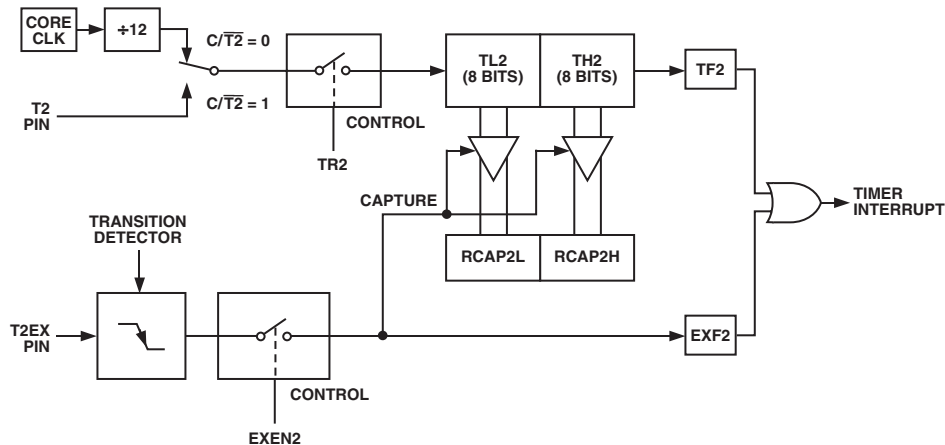 CORE
CLK
÷12
C/T2̅ = 0
T2
PIN
C/T2̅ = 1
CONTROL
TR2
TL2
(8 BITS)
TH2
(8 BITS)
TF2
CAPTURE
TIMER
INTERRUPT
TRANSITION
DETECTOR
RCAP2L
RCAP2H
T2EX
PIN
EXF2
CONTROL
EXEN2